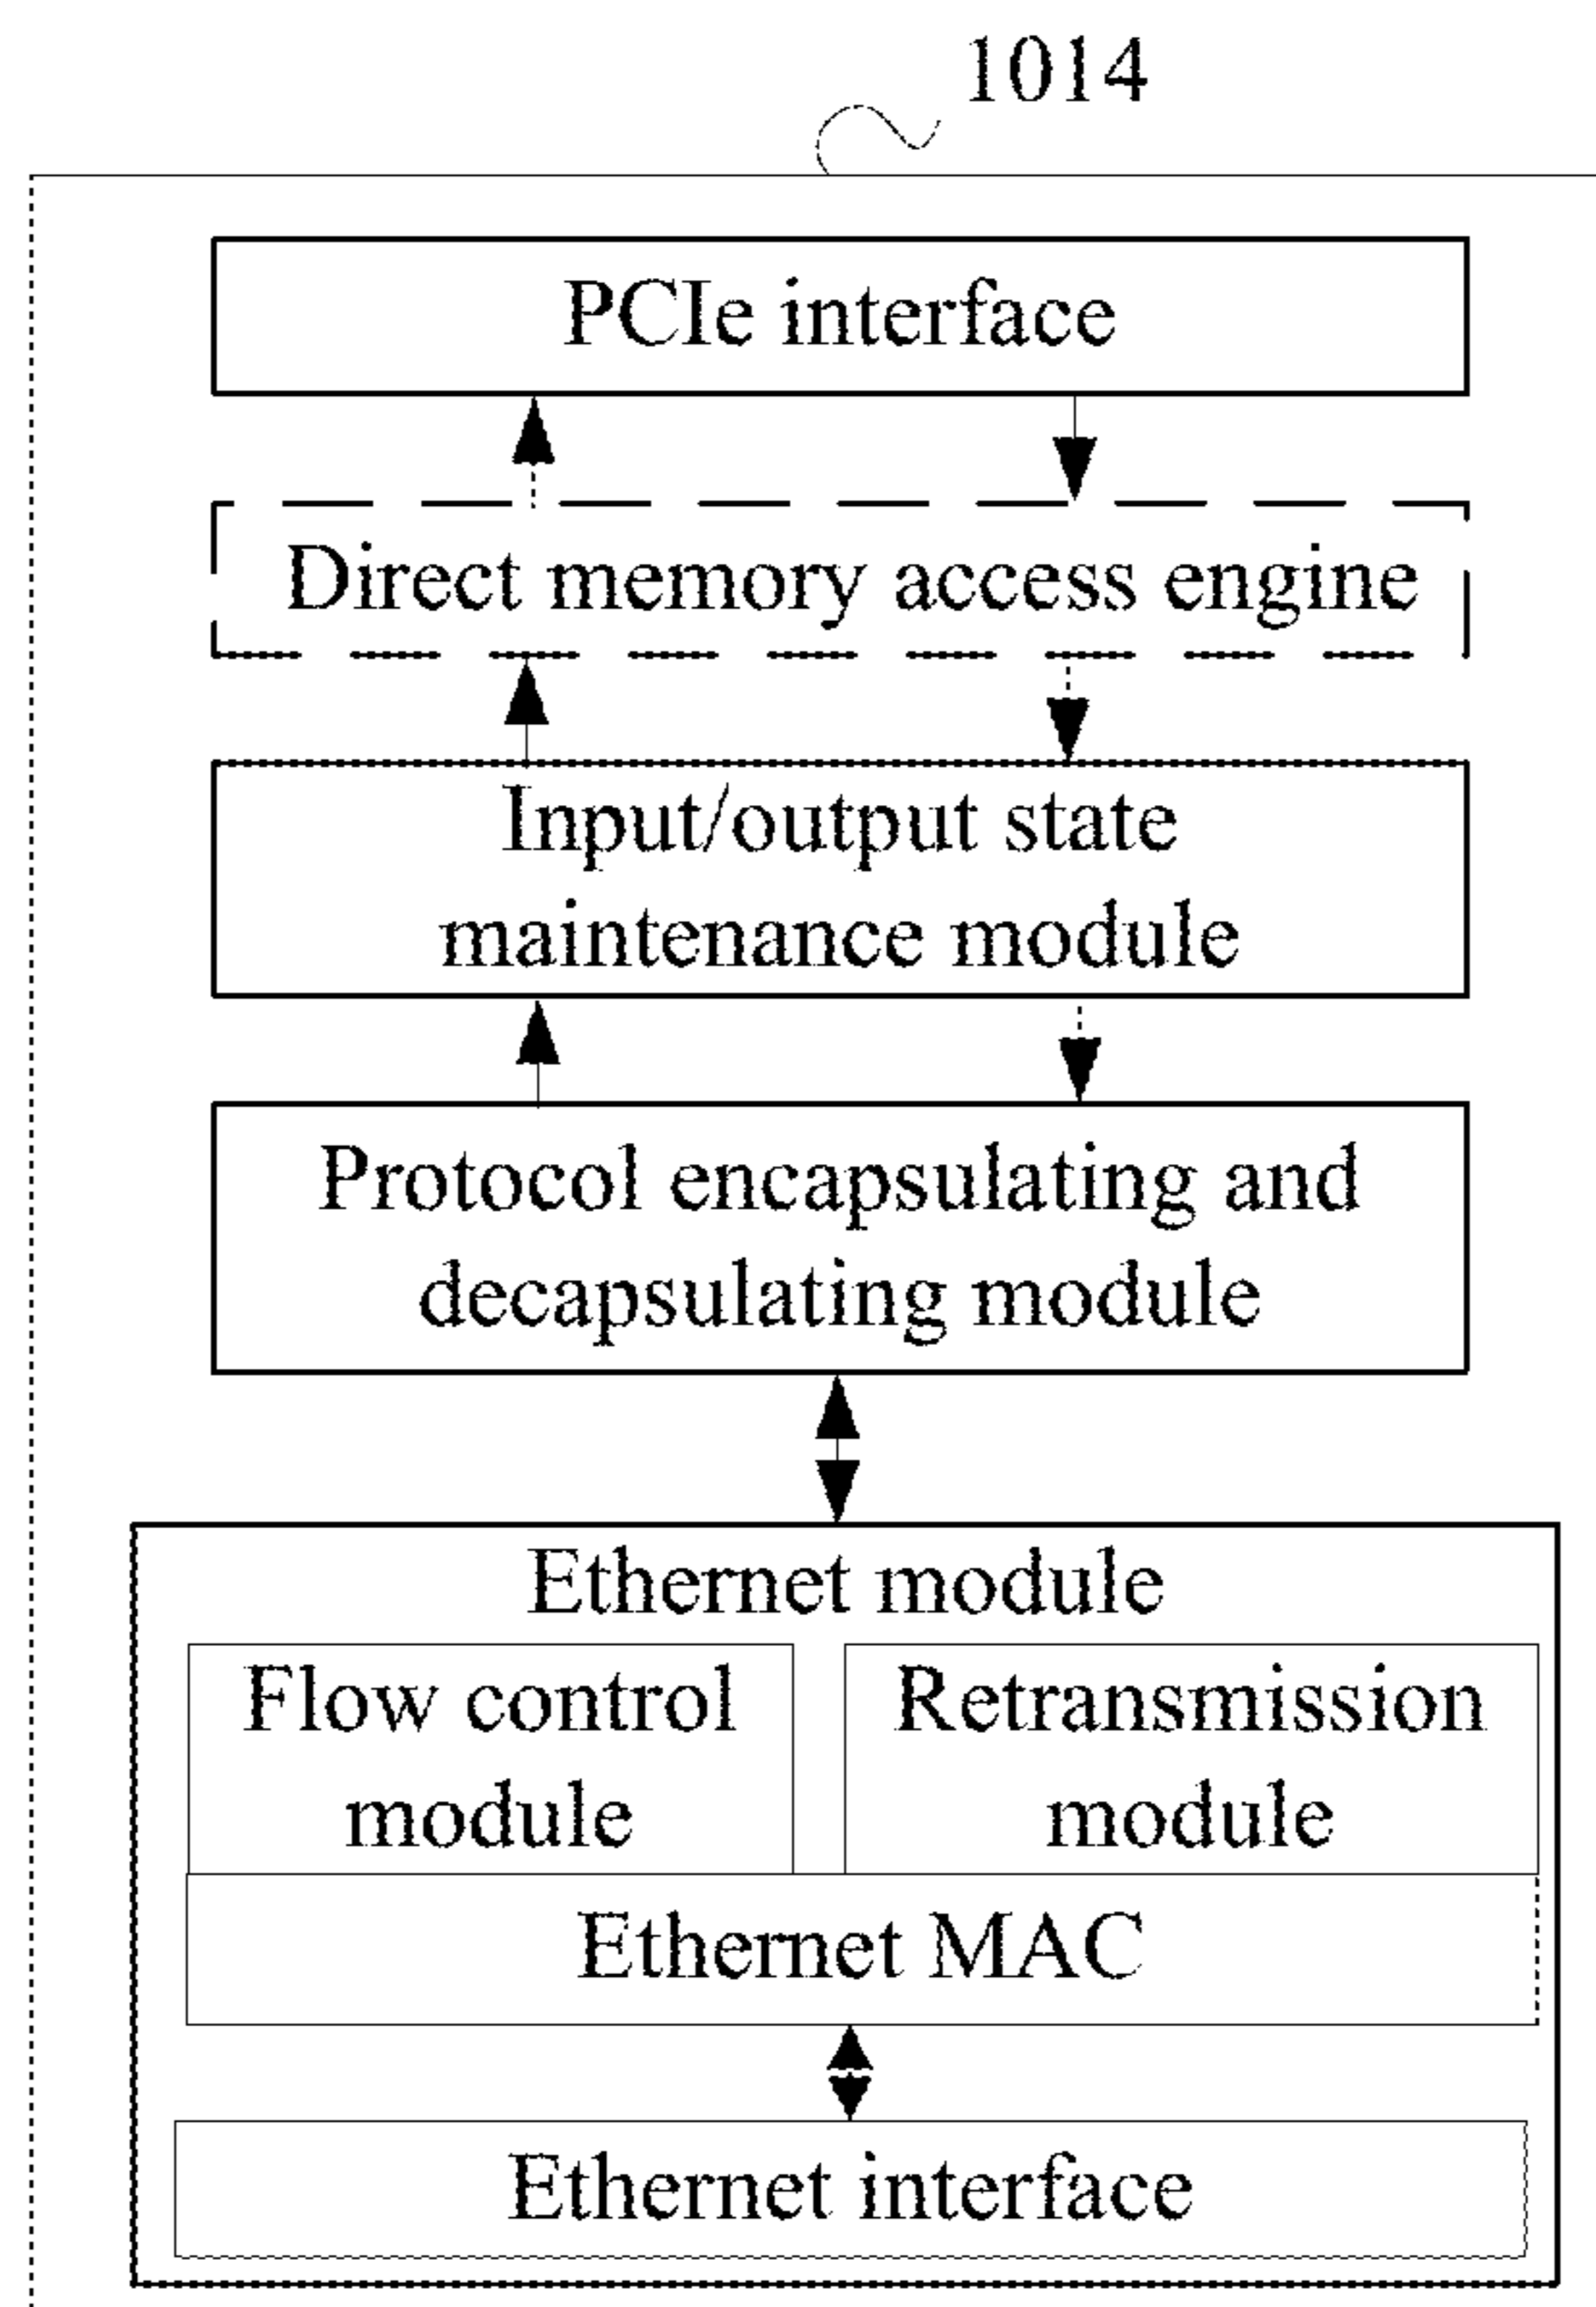 1014
PCIe interface
Direct memory access engine
Input/output state
maintenance module
Protocol encapsulating and
decapsulating module
Ethernet module
Flow control
module
Retransmission
module
Ethernet MAC
Ethernet interface